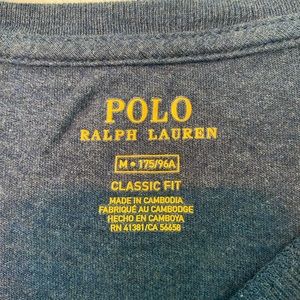 POLO
RALPH LAUREN
M • 175/96A
CLASSIC FIT
MADE IN CAMBODIA
FABRIQUÉ AU CAMBODGE
HECHO EN CAMBOYA
RN 41381/CA 56658